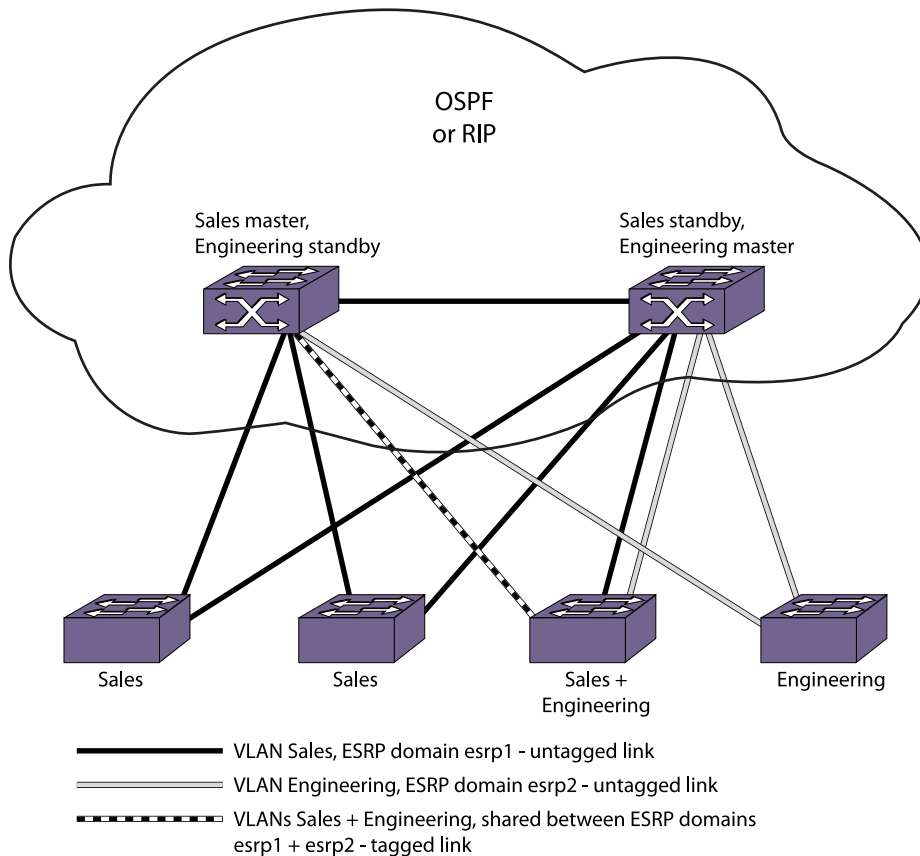 OSPF
or RIP
Sales master,
Engineering standby
Sales standby,
Engineering master
Sales
Sales
Sales +
Engineering
Engineering
VLAN Sales, ESRP domain esrp1 - untagged link
VLAN Engineering, ESRP domain esrp2 - untagged link
VLANs Sales + Engineering, shared between ESRP domains
esrp1 + esrp2 - tagged link